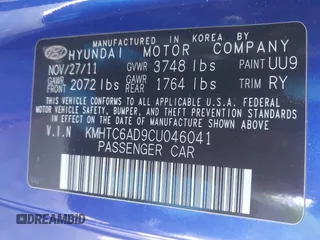 MANUFACTURED IN KOREA BY
HYUNDAI MOTOR COMPANY
NOV/27/11 GVWR 3748 lbs PAINT UU9
GAWR FRONT 2072 lbs GAWR REAR 1764 lbs TRIM RY
THIS VEHICLE CONFORMS TO ALL APPLICABLE
FEDERAL MOTOR VEHICLE SAFETY, BUMPER, AND THEFT
PREVENTION STANDARDS IN EFFECT ON THE DATE
OF MANUFACTURE SHOWN ABOVE.
V.I.N KMHTC6AD9CU046041
PASSENGER CAR
DREAMBID